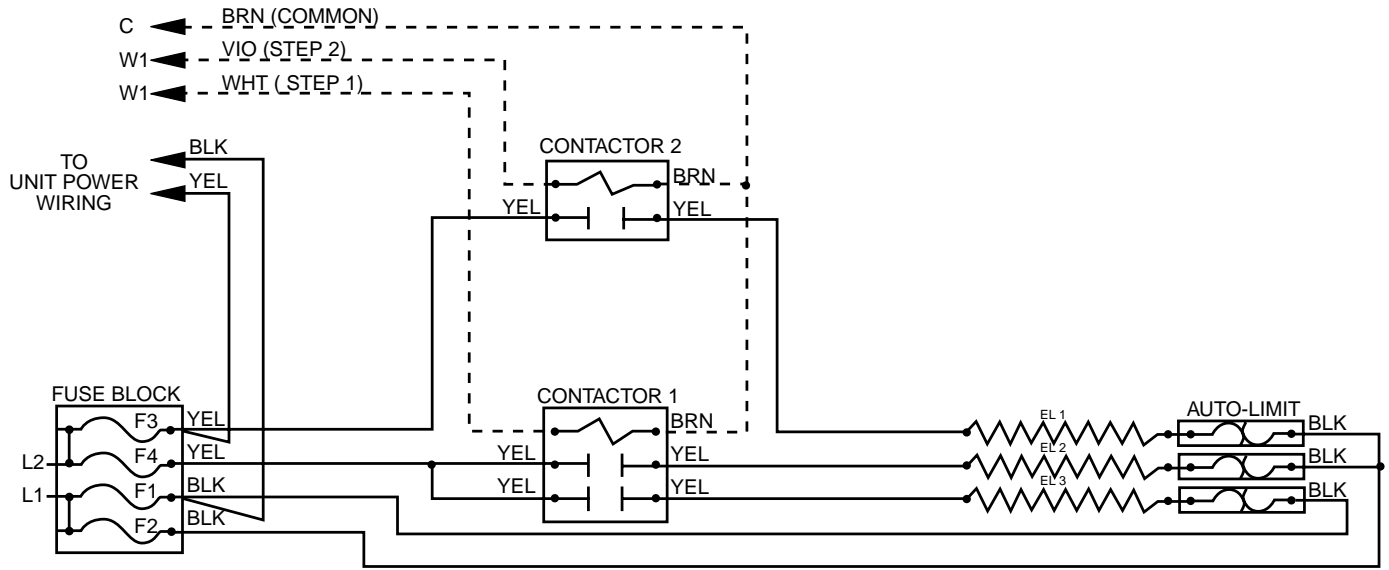 C
BRN (COMMON)
W1
VIO (STEP 2)
W1
WHT ( STEP 1)
BLK
TO
UNIT POWER
WIRING
YEL
CONTACTOR 2
BRN
YEL
YEL
FUSE BLOCK
CONTACTOR 1
F3
YEL
BRN
EL 1
AUTO-LIMIT
BLK
L2
F4
YEL
YEL
YEL
EL 2
BLK
L1
F1
BLK
YEL
YEL
EL 3
BLK
F2
BLK